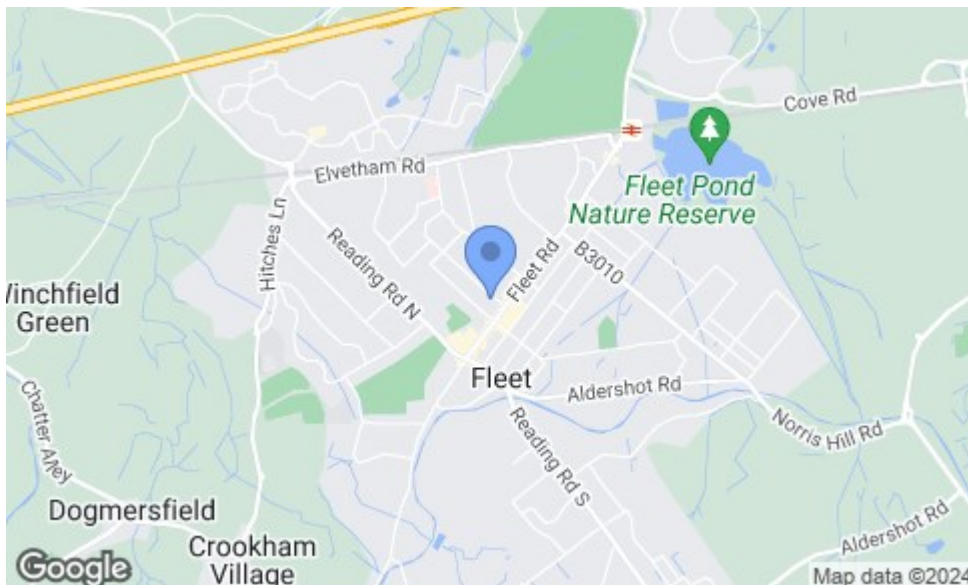 Cove Rd
Elvetham Rd
Fleet Pond
Nature Reserve
Hitches Ln
Reading Rd N
Fleet Rd
B3010
Winchfield
Green
Fleet
Aldershot Rd
Chatter Alley
Norris Hill Rd
Reading Rd S
Dogmersfield
Crookham
Village
Aldershot Rd
Google
Map data ©2024